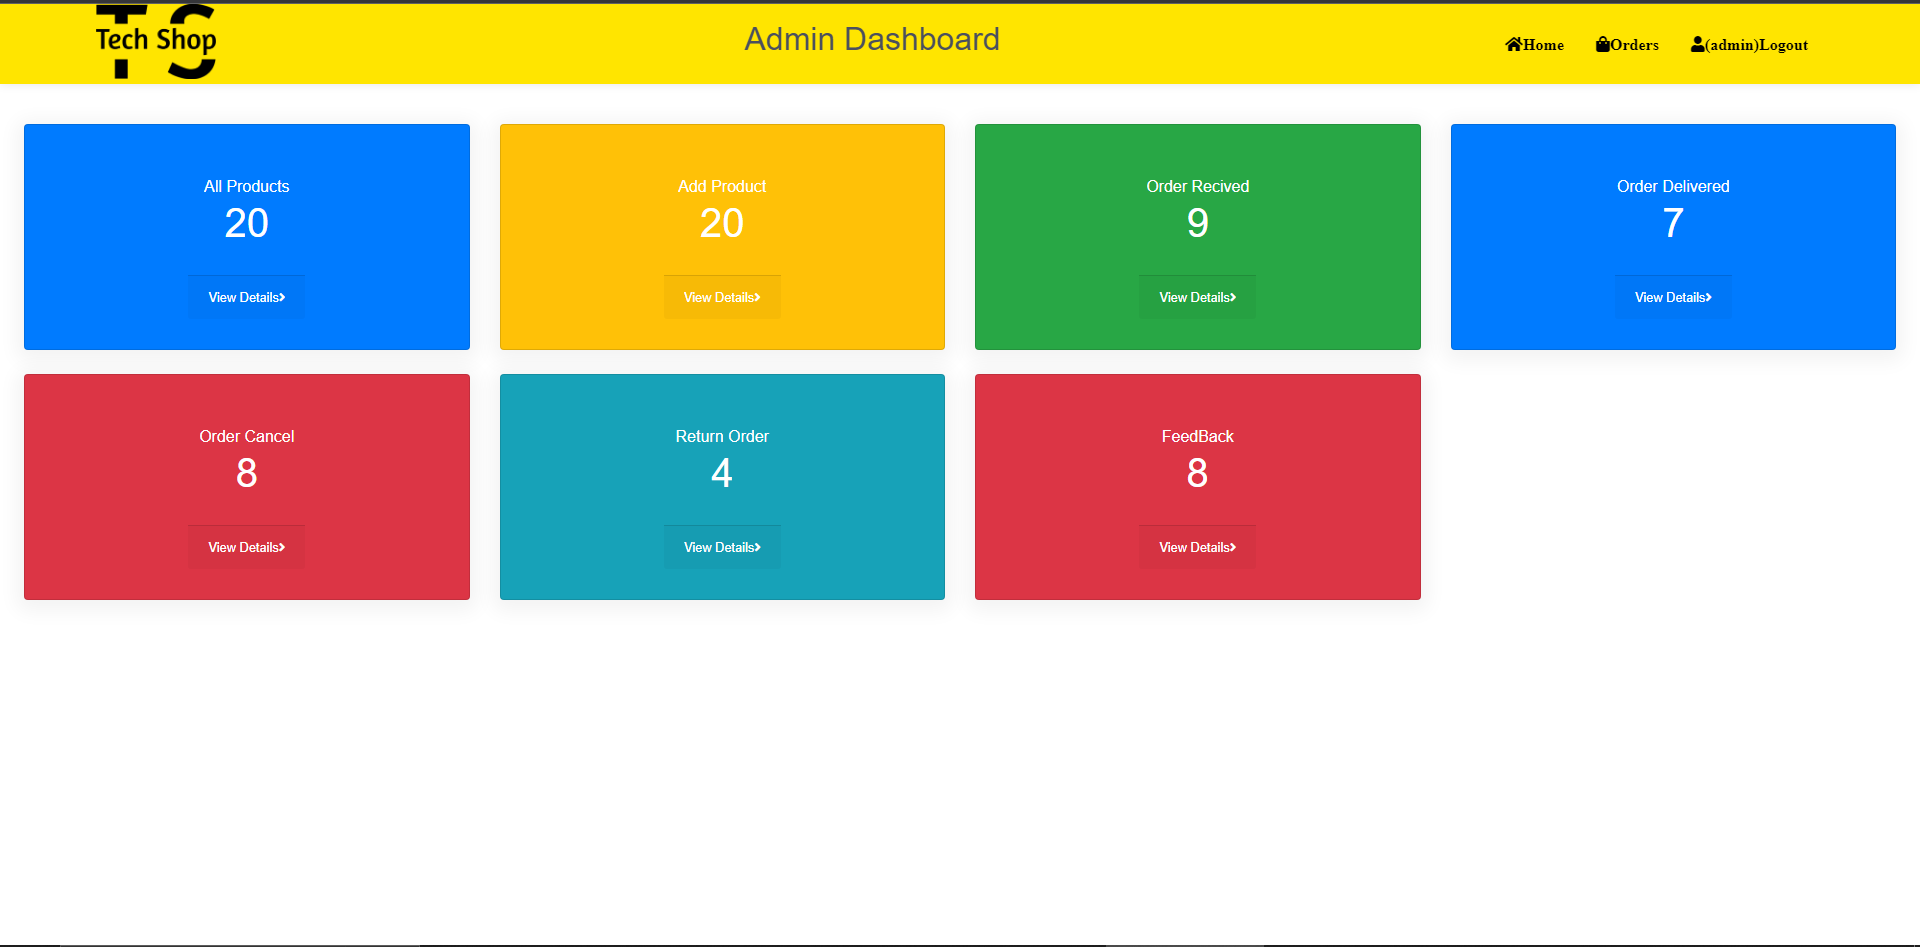 TS
Tech Shop
Admin Dashboard
Home
Orders
(admin)Logout
All Products
20
View Details
Add Product
20
View Details
Order Recived
9
View Details
Order Delivered
7
View Details
Order Cancel
8
View Details
Return Order
4
View Details
FeedBack
8
View Details